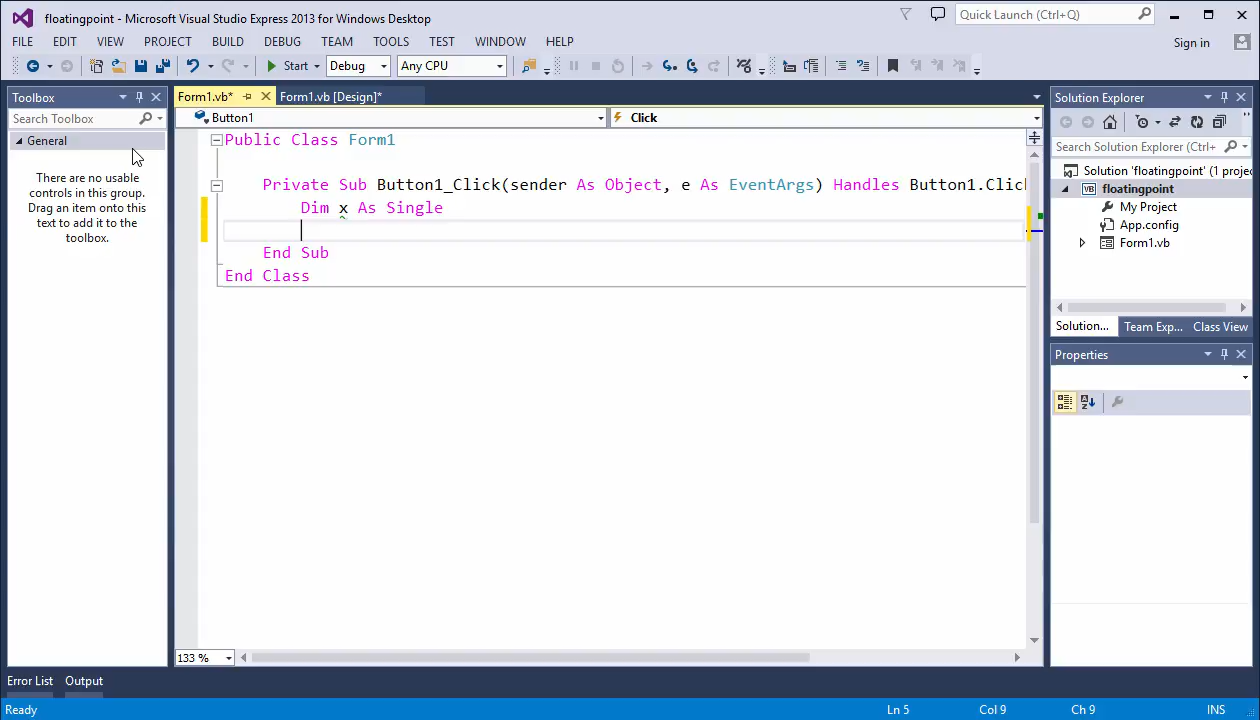 floatingpoint - Microsoft Visual Studio Express 2013 for Windows Desktop
Quick Launch (Ctrl+Q)
FILE EDIT VIEW PROJECT BUILD DEBUG TEAM TOOLS TEST WINDOW HELP
Sign in
Start Debug Any CPU
Toolbox
Search Toolbox
General
There are no usable
controls in this group.
Drag an item onto this
text to add it to the
toolbox.
Form1.vb* Form1.vb [Design]*
Button1 Click
Public Class Form1
Private Sub Button1_Click(sender As Object, e As EventArgs) Handles Button1.Click
Dim x As Single
End Sub
End Class
133 %
Solution Explorer
Search Solution Explorer (Ctrl+
Solution 'floatingpoint' (1 projec
floatingpoint
My Project
App.config
Form1.vb
Solution... Team Exp... Class View
Properties
Error List Output
Ready Ln 5 Col 9 Ch 9 INS